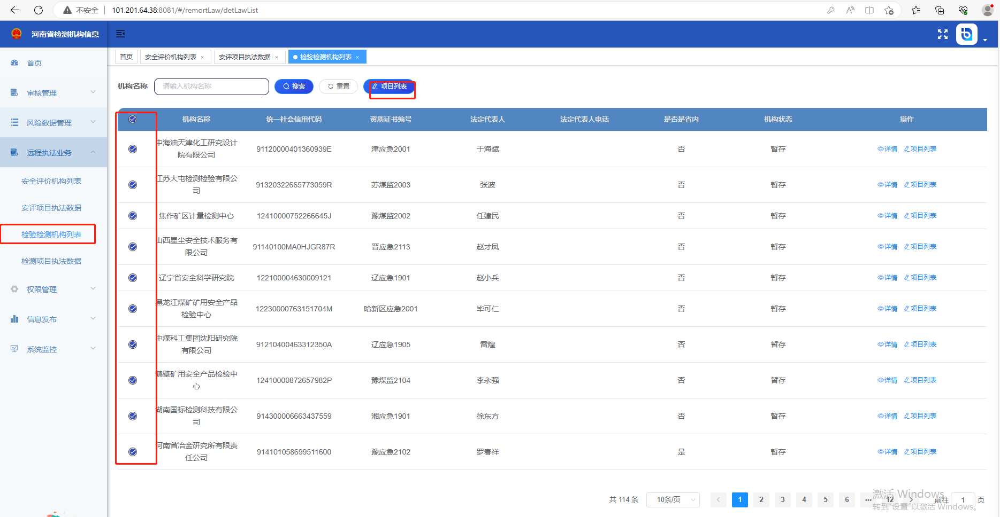 不安全 101.201.64.38:8081/#/remortLaw/detLawList
河南省检测机构信息
首页 安全评价机构列表 × 安评项目执法数据 × 检验检测机构列表 ×
首页
审核管理
风险数据管理
远程执法业务
安全评价机构列表
安评项目执法数据
检验检测机构列表
检测项目执法数据
权限管理
信息发布
系统监控
机构名称 请输入机构名称 搜索 重置 项目列表
机构名称 统一社会信用代码 资质证书编号 法定代表人 法定代表人电话 是否是省内 机构状态 操作
中海油天津化工研究设计
院有限公司
91120000401360939E 津应急2001 于海斌 否 暂存 详情 项目列表
江苏大屯检测检验有限公
司
91320322665773059R 苏煤监2003 张波 否 暂存 详情 项目列表
焦作矿区计量检测中心 12410000752266645J 豫煤监2002 任建民 否 暂存 详情 项目列表
山西星尘安全技术服务有
限公司
91140100MA0HJGR87R 晋应急2113 赵才凤 否 暂存 详情 项目列表
辽宁省安全科学研究院 122100004630009121 辽应急1901 赵小兵 否 暂存 详情 项目列表
黑龙江煤矿矿用安全产品
检验中心
12230000763151704M 哈新区应急2001 毕可仁 否 暂存 详情 项目列表
中煤科工集团沈阳研究院
有限公司
91210400463312350A 辽应急1905 雷煌 否 暂存 详情 项目列表
鹤壁矿用安全产品检验中
心
12410000872657982P 豫煤监2104 李永强 否 暂存 详情 项目列表
湖南国标检测科技有限公
司
914300006663437559 湘应急1901 徐东方 否 暂存 详情 项目列表
河南省冶金研究所有限责
任公司
914101058699511600 豫应急2102 罗春祥 是 暂存 详情 项目列表
共 114 条 10条/页 < 1 2 3 4 5 6 ••• 12 > 前往 1 页
激活 Windows
转到"设置"以激活 Windows。